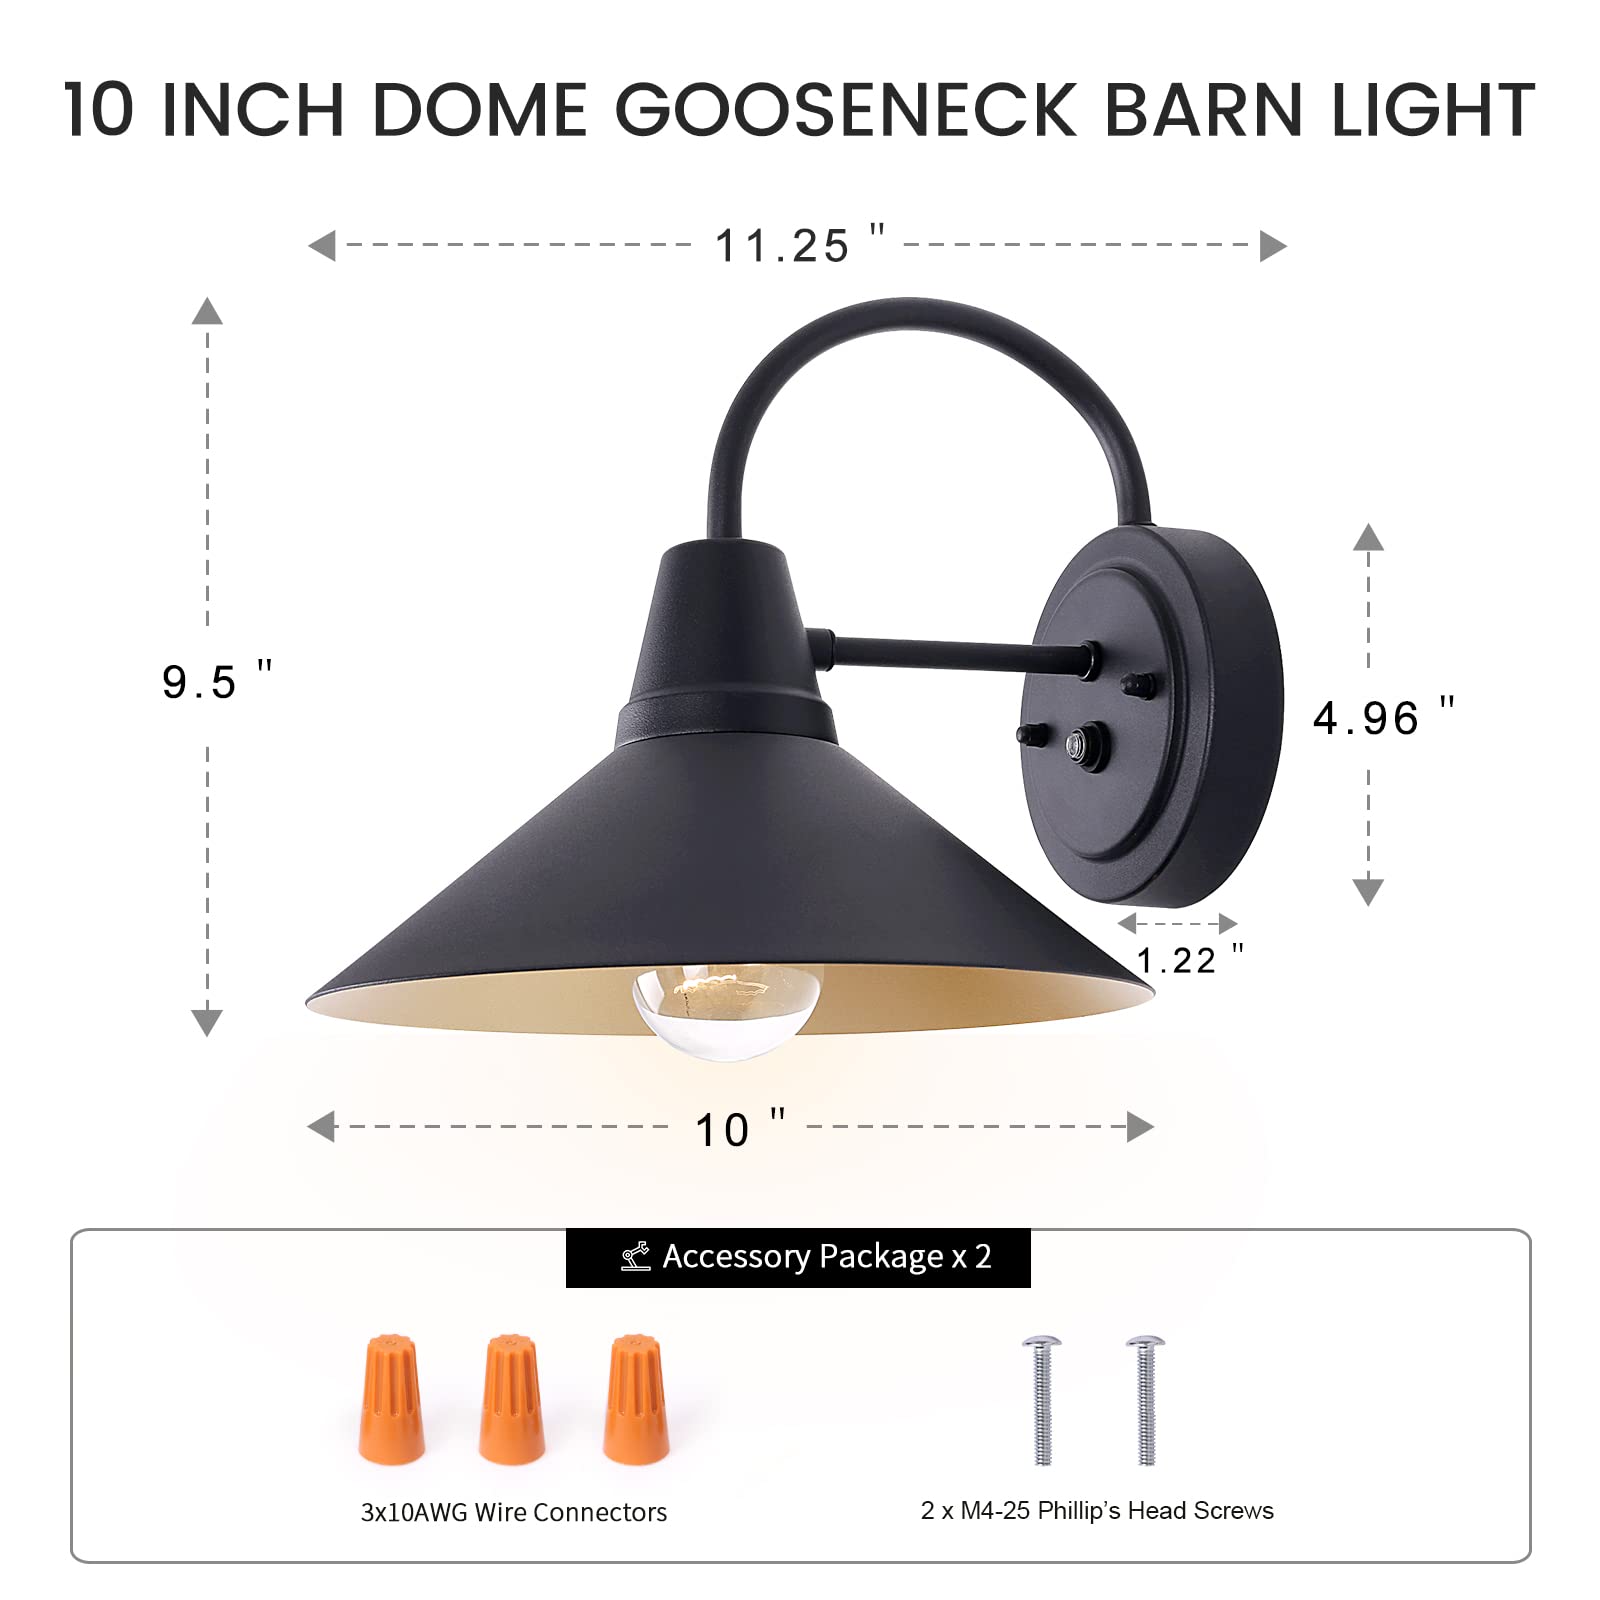 10 INCH DOME GOOSENECK BARN LIGHT
11.25 "
9.5 "
4.96 "
1.22 "
10 "
Accessory Package x 2
3x10AWG Wire Connectors
2 x M4-25 Phillip’s Head Screws